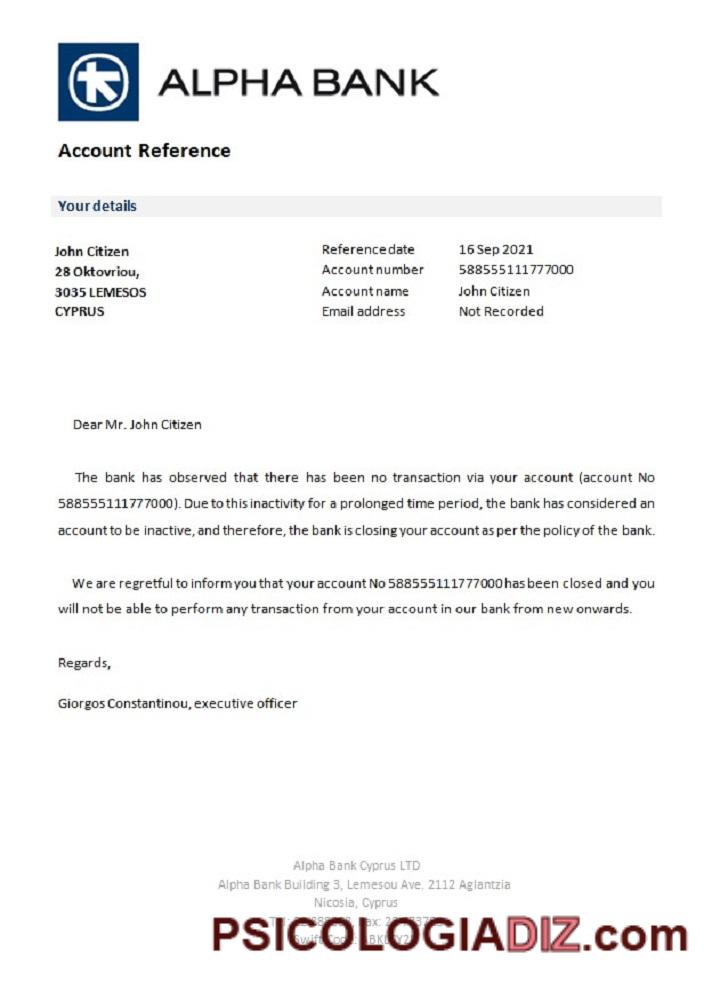 ALPHA BANK
Account Reference
Your details
John Citizen
28 Oktovriou,
3035 LEMESOS
CYPRUS
Reference date 16 Sep 2021
Account number 588555111777000
Account name John Citizen
Email address Not Recorded
Dear Mr. John Citizen
The bank has observed that there has been no transaction via your account (account No
588555111777000). Due to this inactivity for a prolonged time period, the bank has considered an
account to be inactive, and therefore, the bank is closing your account as per the policy of the bank.
We are regretful to inform you that your account No 588555111777000 has been closed and you
will not be able to perform any transaction from your account in our bank from new onwards.
Regards,
Giorgos Constantinou, executive officer
Alpha Bank Cyprus LTD
Alpha Bank Building 3, Lemesou Ave. 2112 Aglantzia
Nicosia, Cyprus
PSICOLOGIADIZ.com